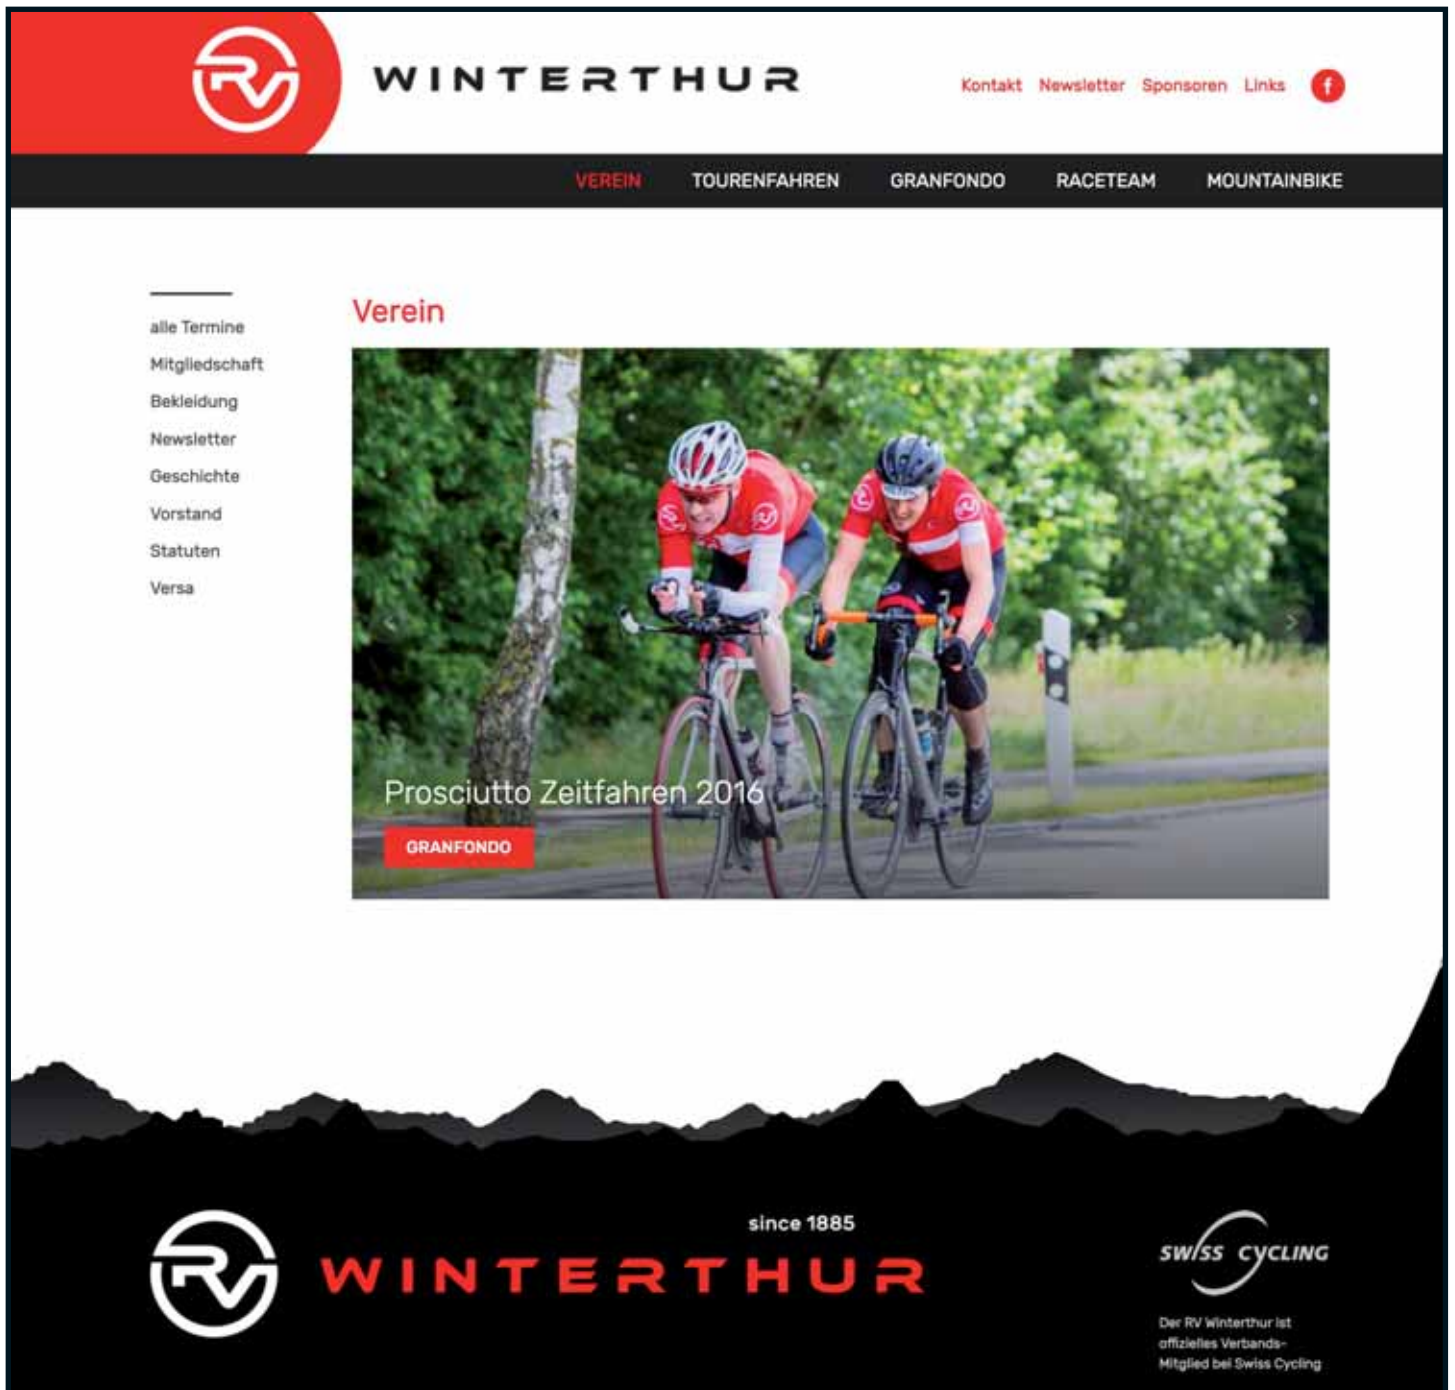 RV WINTERTHUR
Kontakt Newsletter Sponsoren Links f
VEREIN TOURENFAHREN GRANFONDO RACETEAM MOUNTAINBIKE
alle Termine
Mitgliedschaft
Bekleidung
Newsletter
Geschichte
Vorstand
Statuten
Versa
Verein
Prosciutto Zeitfahren 2016
GRANFONDO
since 1885
RV WINTERTHUR
SWISS CYCLING
Der RV Winterthur ist
offizielles Verbands-
Mitglied bei Swiss Cycling